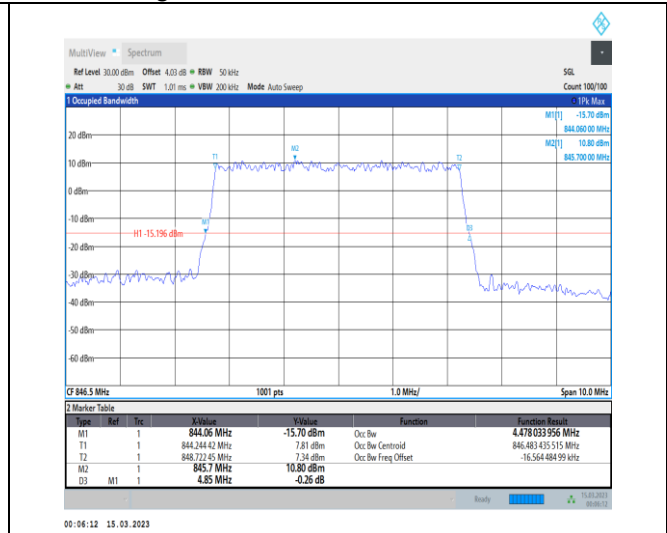 MultiView Spectrum
Ref Level 30.00 dBm Offset 4.03 dB RBW 50 kHz SGL
Att 30 dB SWT 1.01 ms VBW 200 kHz Mode Auto Sweep Count 100/100
1 Occupied Bandwidth 1Pk Max
M1[1] -15.70 dBm
844.060 00 MHz
M2[1] 10.80 dBm
845.700 00 MHz
20 dBm
M2
T1 T2
10 dBm
0 dBm
-10 dBm
M1
D3
H1 -15.196 dBm
-20 dBm
-30 dBm
-40 dBm
-50 dBm
-60 dBm
CF 846.5 MHz 1001 pts 1.0 MHz/ Span 10.0 MHz
2 Marker Table
Type Ref Trc X-Value Y-Value Function Function Result
M1 1 844.06 MHz -15.70 dBm Occ Bw 4.478 033 956 MHz
T1 1 844.244 42 MHz 7.81 dBm Occ Bw Centroid 846.483 435 515 MHz
T2 1 848.722 45 MHz 7.34 dBm Occ Bw Freq Offset -16.564 484 99 kHz
M2 1 845.7 MHz 10.80 dBm
D3 M1 1 4.85 MHz -0.26 dB
Ready 15.03.2023
00:06:12
00:06:12 15.03.2023